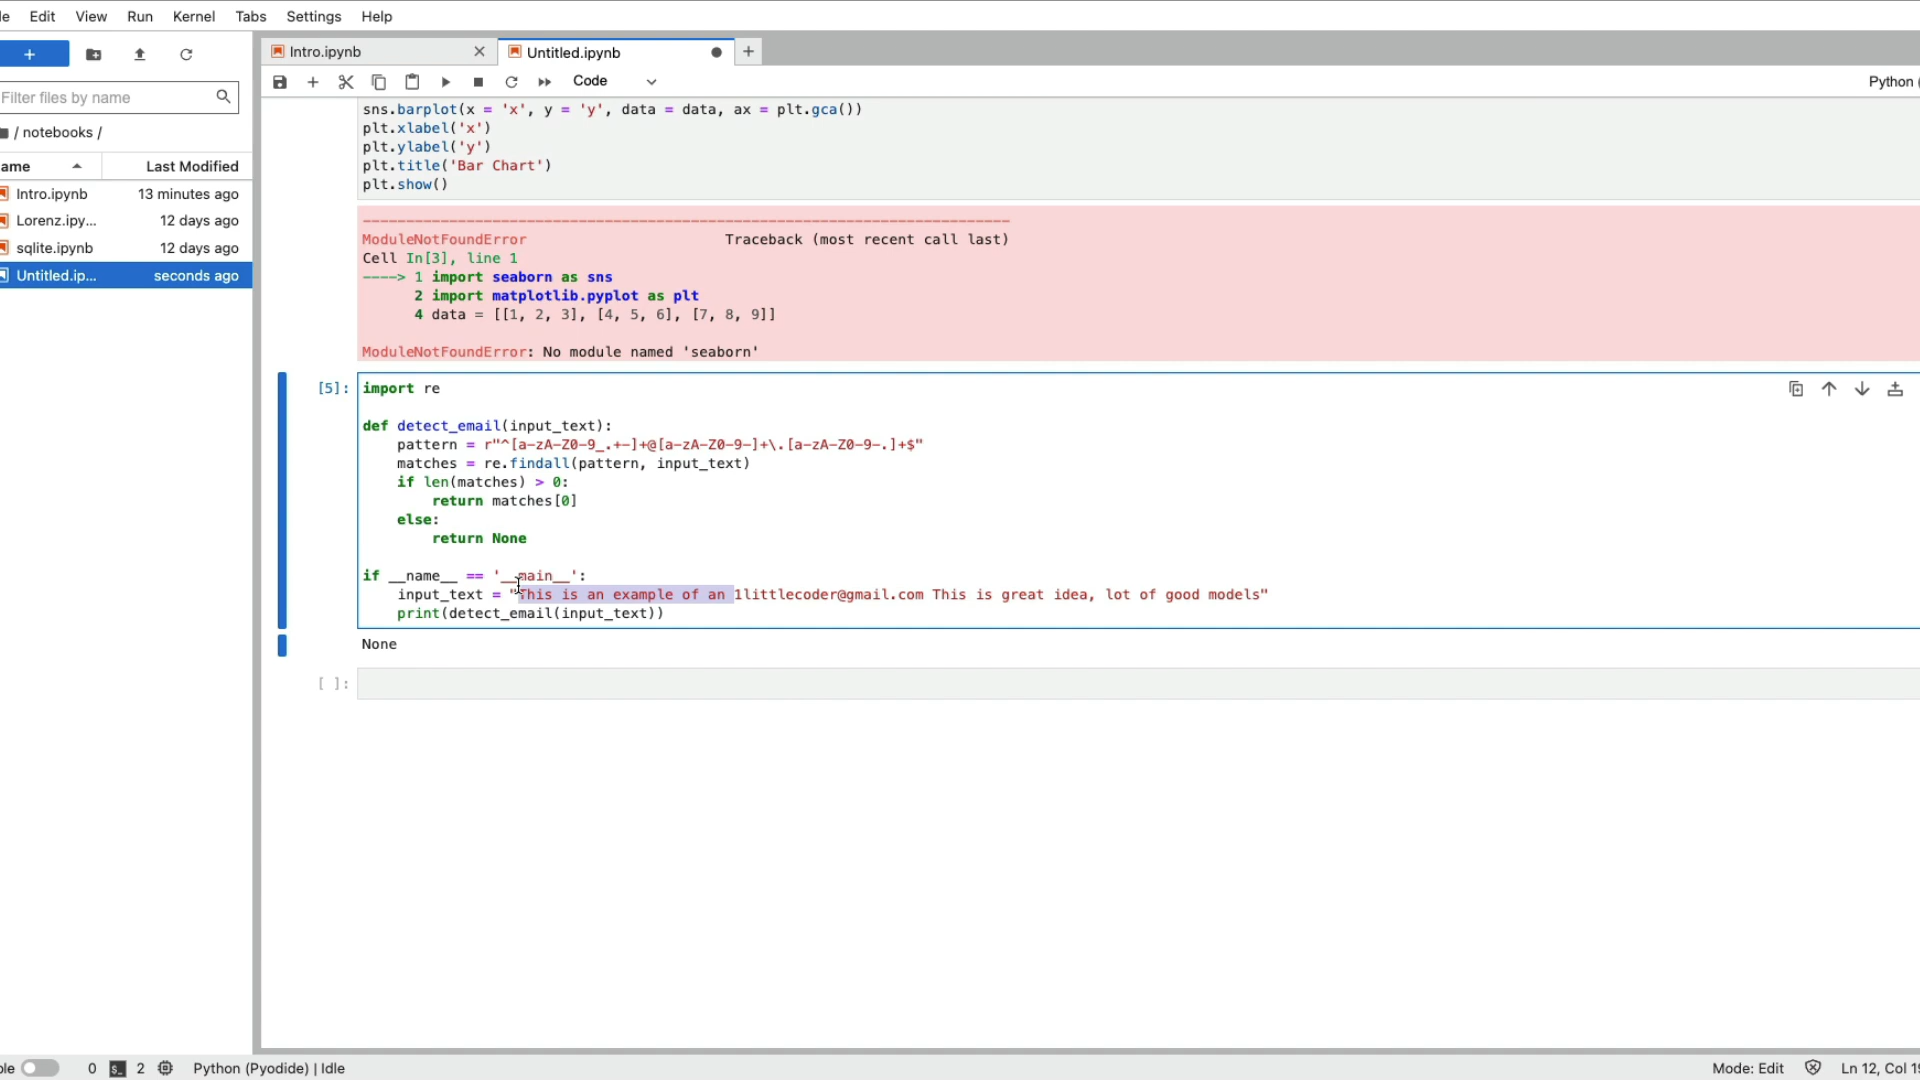 Edit View Run Kernel Tabs Settings Help
Intro.ipynb Untitled.ipynb
Code
Python (
Filter files by name
/ notebooks /
ame Last Modified
Intro.ipynb 13 minutes ago
Lorenz.ipy... 12 days ago
sqlite.ipynb 12 days ago
Untitled.ip... seconds ago
sns.barplot(x = 'x', y = 'y', data = data, ax = plt.gca())
plt.xlabel('x')
plt.ylabel('y')
plt.title('Bar Chart')
plt.show()
---------------------------------------------------------------------------
ModuleNotFoundError Traceback (most recent call last)
Cell In[3], line 1
----> 1 import seaborn as sns
2 import matplotlib.pyplot as plt
4 data = [[1, 2, 3], [4, 5, 6], [7, 8, 9]]
ModuleNotFoundError: No module named 'seaborn'
[5]: import re
def detect_email(input_text):
pattern = r"^[a-zA-Z0-9_.+-]+@[a-zA-Z0-9-]+\.[a-zA-Z0-9-.]+$"
matches = re.findall(pattern, input_text)
if len(matches) > 0:
return matches[0]
else:
return None
if __name__ == '__main__':
input_text = "This is an example of an 1littlecoder@gmail.com This is great idea, lot of good models"
print(detect_email(input_text))
None
[ ]:
0 2 Python (Pyodide) | Idle Mode: Edit Ln 12, Col